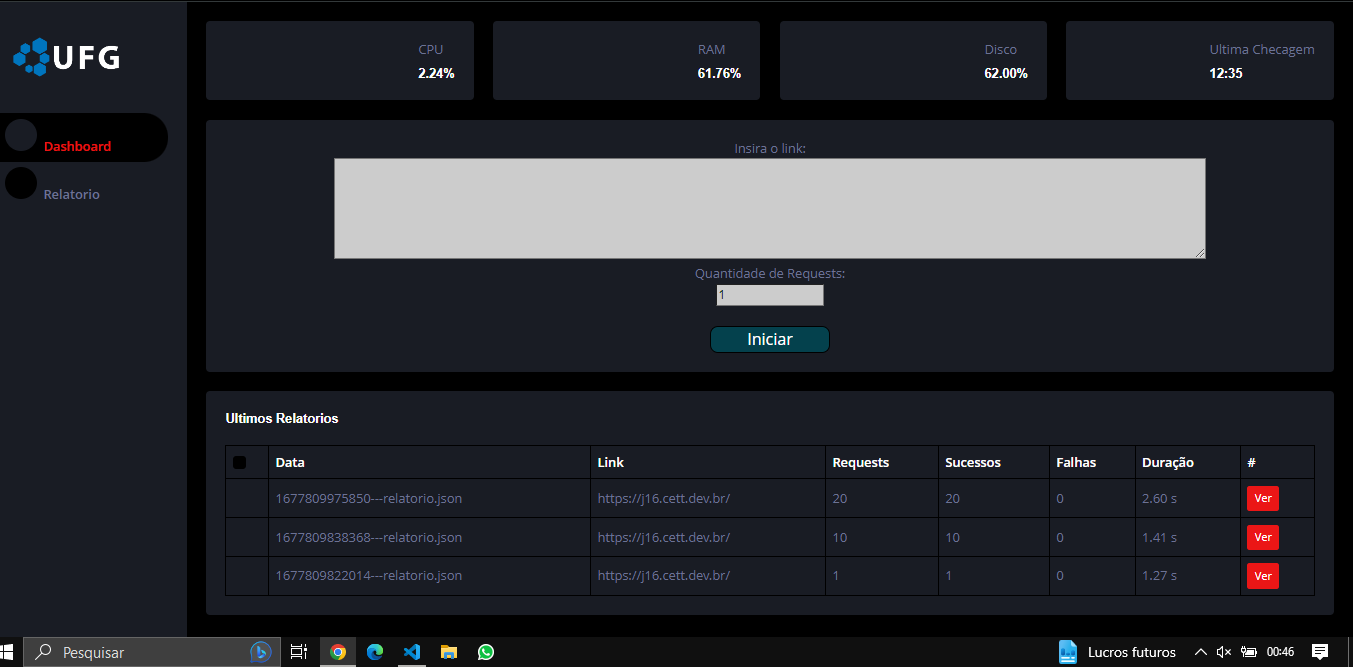 UFG
Dashboard
Relatorio
CPU
2.24%
RAM
61.76%
Disco
62.00%
Ultima Checagem
12:35
Insira o link:
Quantidade de Requests:
1
Iniciar
Ultimos Relatorios
Data Link Requests Sucessos Falhas Duração #
1677809975850---relatorio.json https://j16.cett.dev.br/ 20 20 0 2.60 s Ver
1677809838368---relatorio.json https://j16.cett.dev.br/ 10 10 0 1.41 s Ver
1677809822014---relatorio.json https://j16.cett.dev.br/ 1 1 0 1.27 s Ver
Pesquisar Lucros futuros 00:46